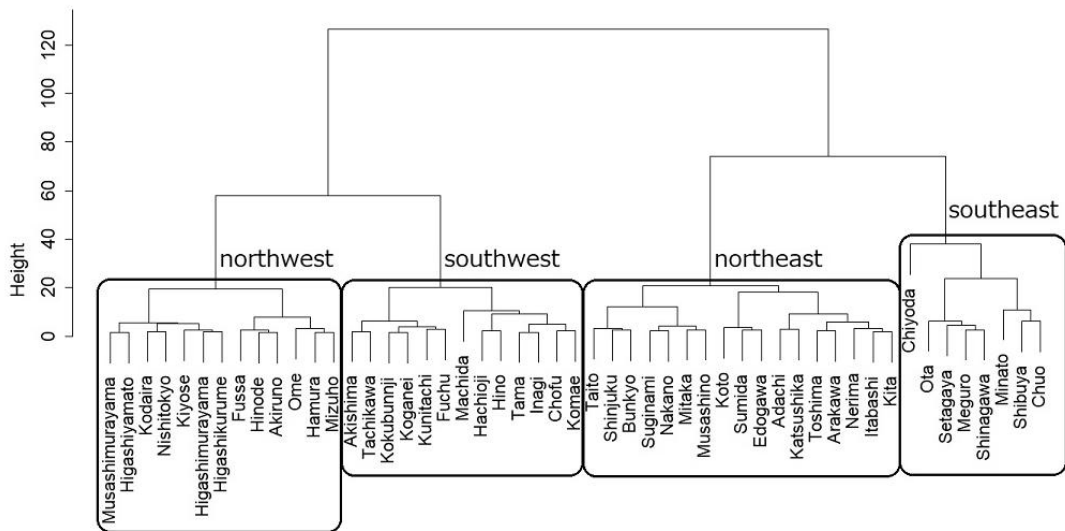 120
100
80
60
40
20
0
Height
northwest
southwest
northeast
southeast
Musashimurayama
Higashiyamato
Kodaira
Nishitokyo
Kiyose
Higashimurayama
Higashikurume
Fussa
Hinode
Akiruno
Ome
Hamura
Mizuho
Akishima
Tachikawa
Kokubunnji
Koganei
Kunitachi
Fuchu
Machida
Hachioji
Hino
Tama
Inagi
Chofu
Komae
Taito
Shinjuku
Bunkyo
Suginami
Nakano
Mitaka
Musashino
Koto
Sumida
Edogawa
Adachi
Katsushika
Toshima
Arakawa
Nerima
Itabashi
Kita
Chiyoda
Ota
Setagaya
Meguro
Shinagawa
Minato
Shibuya
Chuo